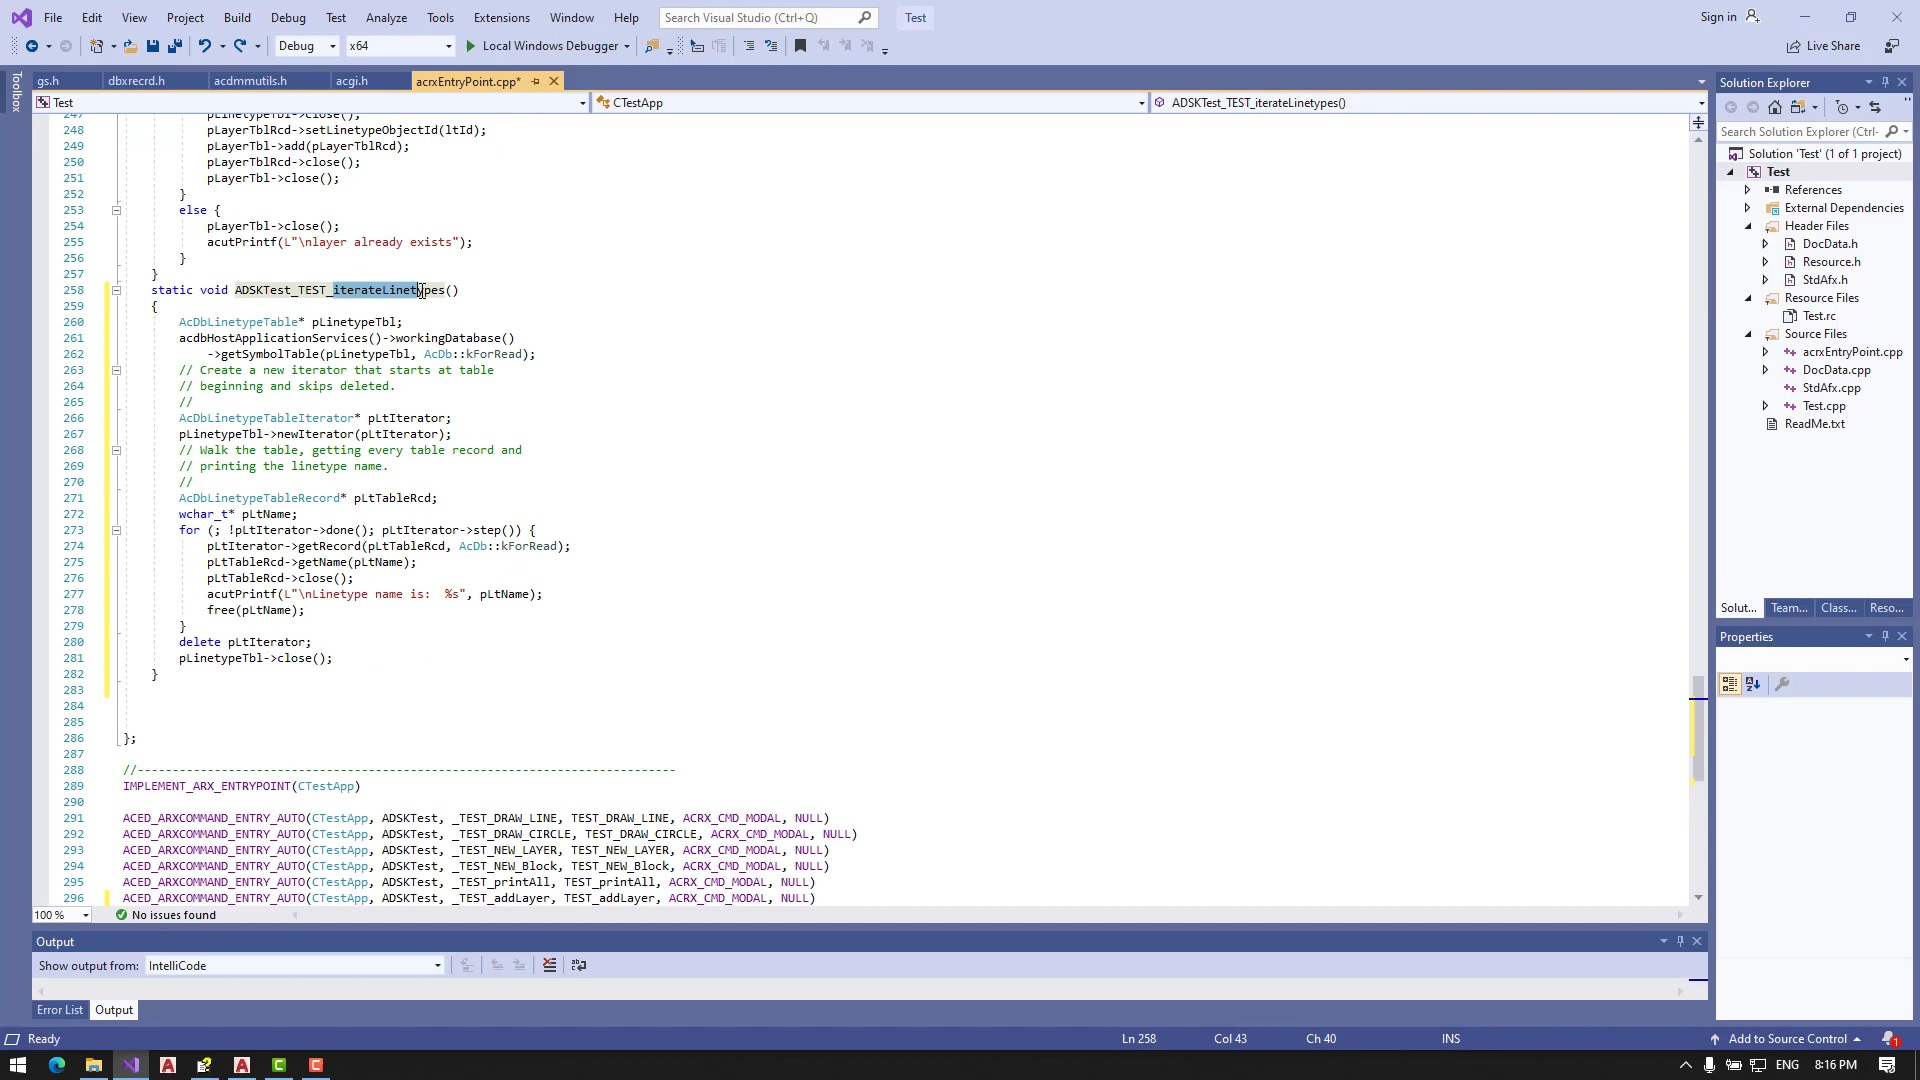 File Edit View Project Build Debug Test Analyze Tools Extensions Window Help Search Visual Studio (Ctrl+Q) Test Sign in
Debug x64 Local Windows Debugger Live Share
Toolbox
gs.h dbxrecrd.h acdmmutils.h acgi.h acrxEntryPoint.cpp*
Test CTestApp ADSKTest_TEST_iterateLinetypes()
247 pLinetypeTbl->close();
248 pLayerTblRcd->setLinetypeObjectId(ltId);
249 pLayerTbl->add(pLayerTblRcd);
250 pLayerTblRcd->close();
251 pLayerTbl->close();
252 }
253 else {
254 pLayerTbl->close();
255 acutPrintf(L"\nlayer already exists");
256 }
257 }
258 static void ADSKTest_TEST_iterateLinetypes()
259 {
260 AcDbLinetypeTable* pLinetypeTbl;
261 acdbHostApplicationServices()->workingDatabase()
262 ->getSymbolTable(pLinetypeTbl, AcDb::kForRead);
263 // Create a new iterator that starts at table
264 // beginning and skips deleted.
265 //
266 AcDbLinetypeTableIterator* pLtIterator;
267 pLinetypeTbl->newIterator(pLtIterator);
268 // Walk the table, getting every table record and
269 // printing the linetype name.
270 //
271 AcDbLinetypeTableRecord* pLtTableRcd;
272 wchar_t* pLtName;
273 for (; !pLtIterator->done(); pLtIterator->step()) {
274 pLtIterator->getRecord(pLtTableRcd, AcDb::kForRead);
275 pLtTableRcd->getName(pLtName);
276 pLtTableRcd->close();
277 acutPrintf(L"\nLinetype name is:  %s", pLtName);
278 free(pLtName);
279 }
280 delete pLtIterator;
281 pLinetypeTbl->close();
282 }
283
284
285
286 };
287
288 //-----------------------------------------------------------------------------
289 IMPLEMENT_ARX_ENTRYPOINT(CTestApp)
290
291 ACED_ARXCOMMAND_ENTRY_AUTO(CTestApp, ADSKTest, _TEST_DRAW_LINE, TEST_DRAW_LINE, ACRX_CMD_MODAL, NULL)
292 ACED_ARXCOMMAND_ENTRY_AUTO(CTestApp, ADSKTest, _TEST_DRAW_CIRCLE, TEST_DRAW_CIRCLE, ACRX_CMD_MODAL, NULL)
293 ACED_ARXCOMMAND_ENTRY_AUTO(CTestApp, ADSKTest, _TEST_NEW_LAYER, TEST_NEW_LAYER, ACRX_CMD_MODAL, NULL)
294 ACED_ARXCOMMAND_ENTRY_AUTO(CTestApp, ADSKTest, _TEST_NEW_Block, TEST_NEW_Block, ACRX_CMD_MODAL, NULL)
295 ACED_ARXCOMMAND_ENTRY_AUTO(CTestApp, ADSKTest, _TEST_printAll, TEST_printAll, ACRX_CMD_MODAL, NULL)
296 ACED_ARXCOMMAND_ENTRY_AUTO(CTestApp, ADSKTest, _TEST_addLayer, TEST_addLayer, ACRX_CMD_MODAL, NULL)
100 % No issues found
Output
Show output from: IntelliCode
Error List Output
Ready Ln 258 Col 43 Ch 40 INS Add to Source Control 1
Solution Explorer
Search Solution Explorer (Ctrl-
Solution 'Test' (1 of 1 project)
Test
References
External Dependencies
Header Files
DocData.h
Resource.h
StdAfx.h
Resource Files
Test.rc
Source Files
acrxEntryPoint.cpp
DocData.cpp
StdAfx.cpp
Test.cpp
ReadMe.txt
Solut... Team... Class... Reso...
Properties
ENG 8:16 PM